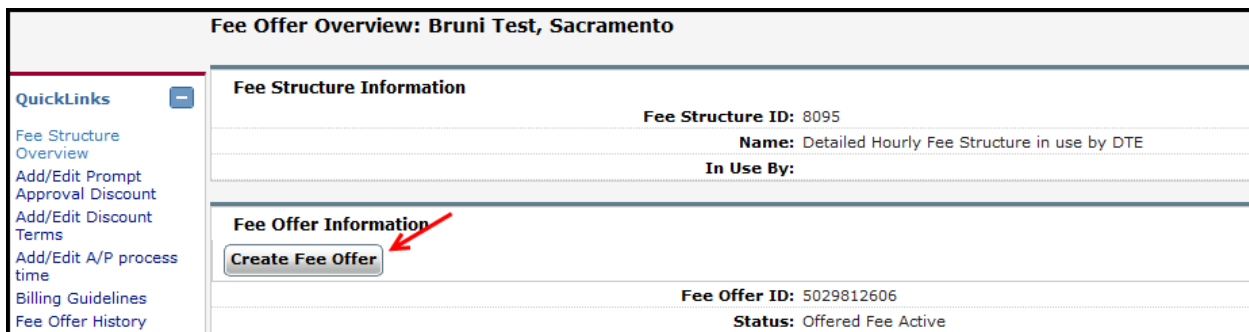 Fee Offer Overview: Bruni Test, Sacramento
QuickLinks
Fee Structure
Overview
Add/Edit Prompt
Approval Discount
Add/Edit Discount
Terms
Add/Edit A/P process
time
Billing Guidelines
Fee Offer History
Fee Structure Information
Fee Structure ID: 8095
Name: Detailed Hourly Fee Structure in use by DTE
In Use By:
Fee Offer Information
Create Fee Offer
Fee Offer ID: 5029812606
Status: Offered Fee Active